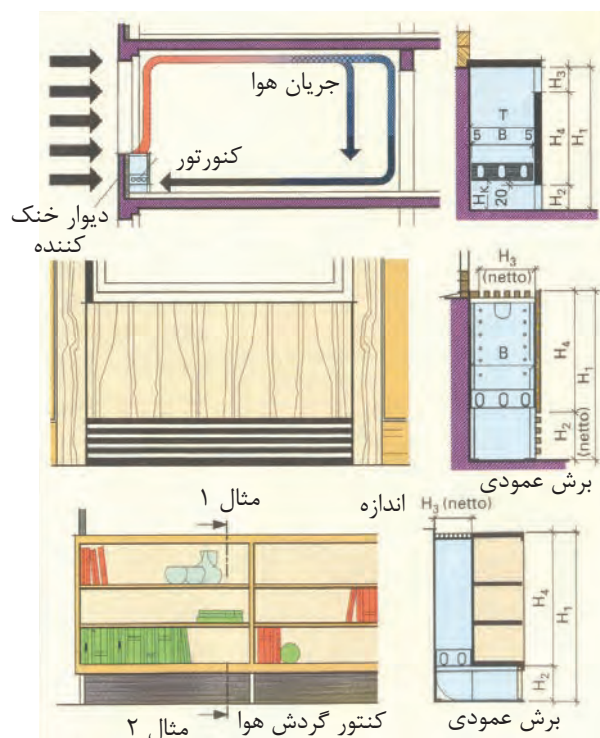 جریان هوا
کنورتور
دیوار خنک
کننده
H₃
T
5 B 5
H₄
H₁
Hₖ
20
H₂
H₃
(netto)
B
H₄
H₁
H₂
(netto)
برش عمودی
مثال ۱
اندازه
H₃ (netto)
H₄
H₁
H₂
کنتور گردش هوا
برش عمودی
مثال ۲